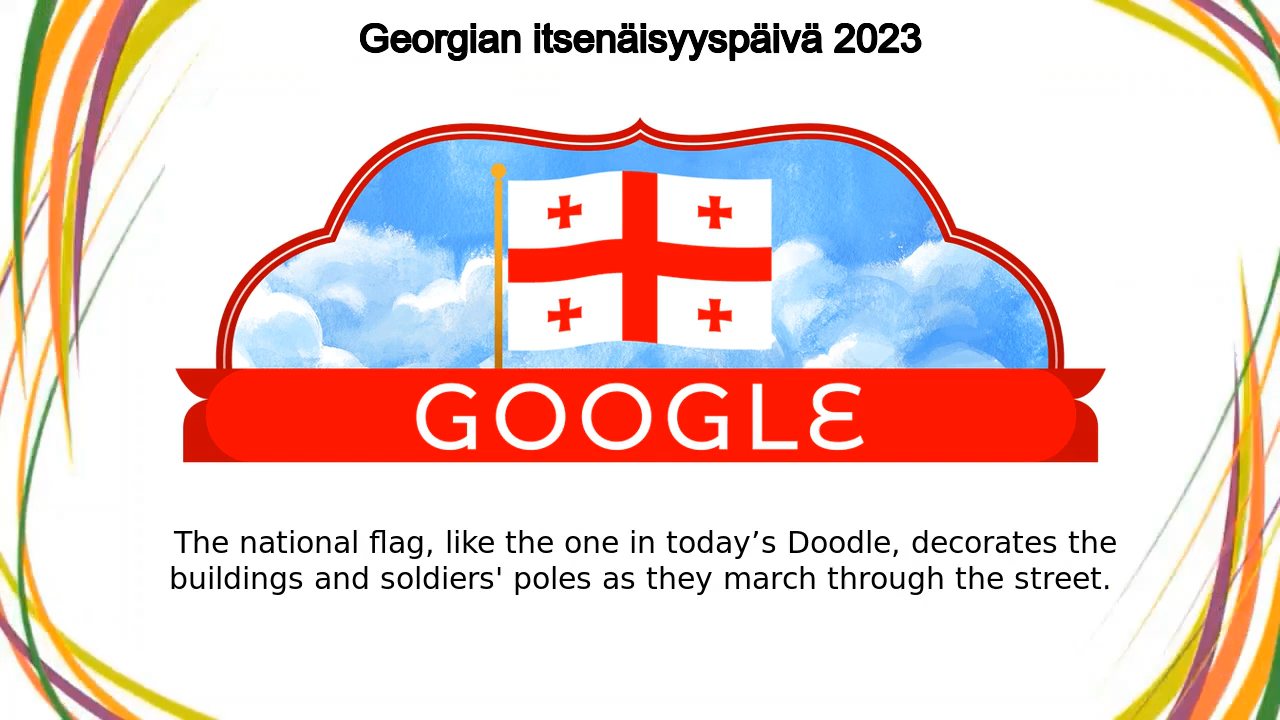 Georgian itsenäisyyspäivä 2023
GOOGLE
The national flag, like the one in today’s Doodle, decorates the
buildings and soldiers' poles as they march through the street.